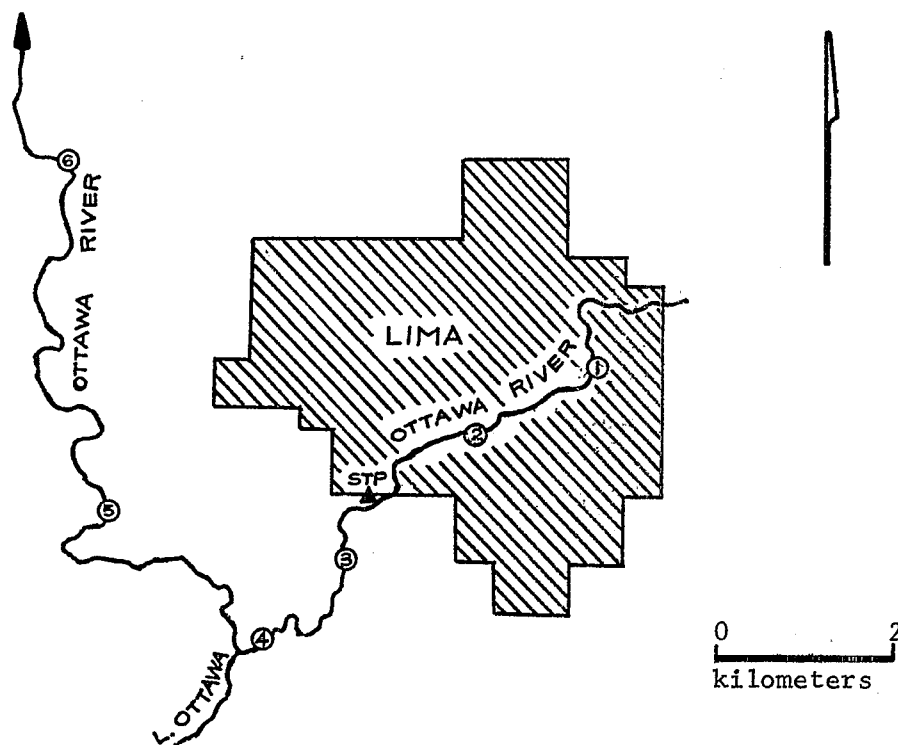 6
OTTAWA RIVER
LIMA
OTTAWA RIVER
1
2
STP
5
3
4
L. OTTAWA
0 2
kilometers